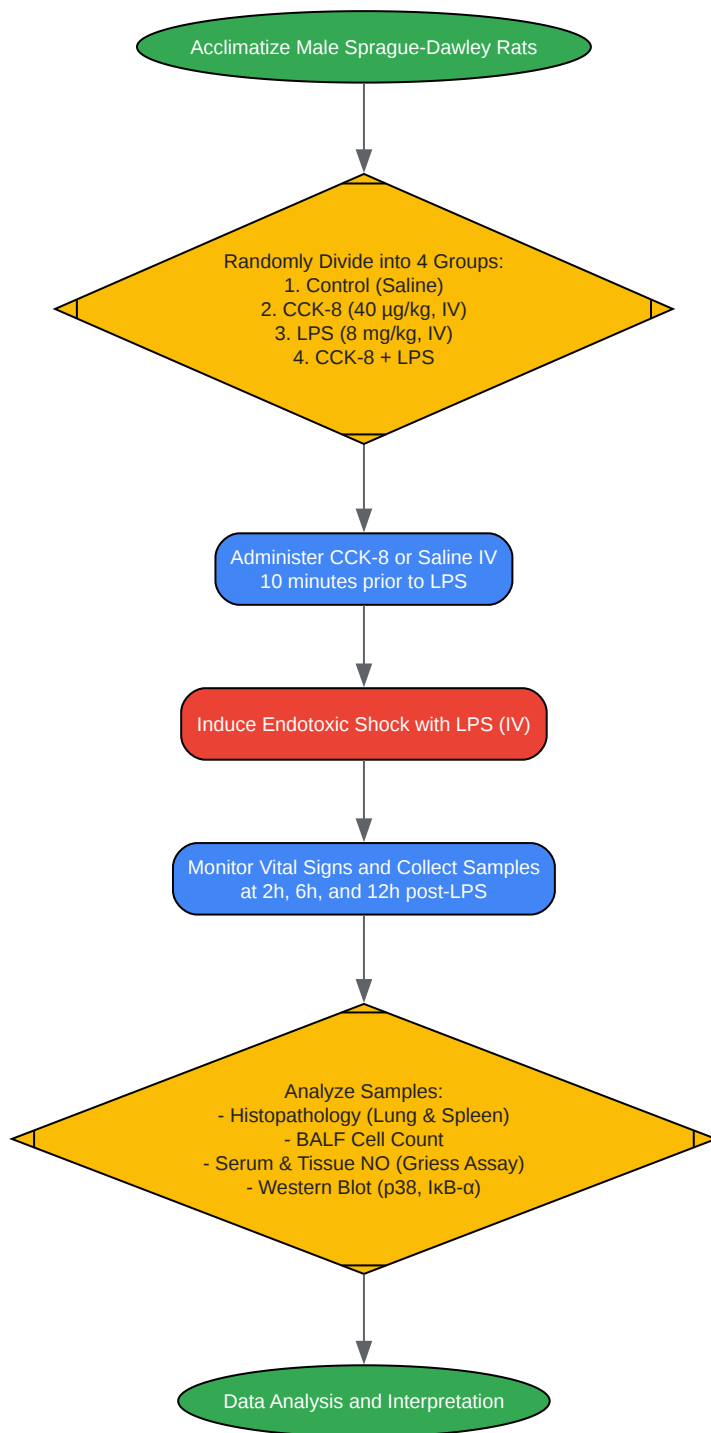 Acclimatize Male Sprague-Dawley Rats
Randomly Divide into 4 Groups:
1. Control (Saline)
2. CCK-8 (40 µg/kg, IV)
3. LPS (8 mg/kg, IV)
4. CCK-8 + LPS
Administer CCK-8 or Saline IV
10 minutes prior to LPS
Induce Endotoxic Shock with LPS (IV)
Monitor Vital Signs and Collect Samples
at 2h, 6h, and 12h post-LPS
Analyze Samples:
- Histopathology (Lung & Spleen)
- BALF Cell Count
- Serum & Tissue NO (Griess Assay)
- Western Blot (p38, IκB-α)
Data Analysis and Interpretation